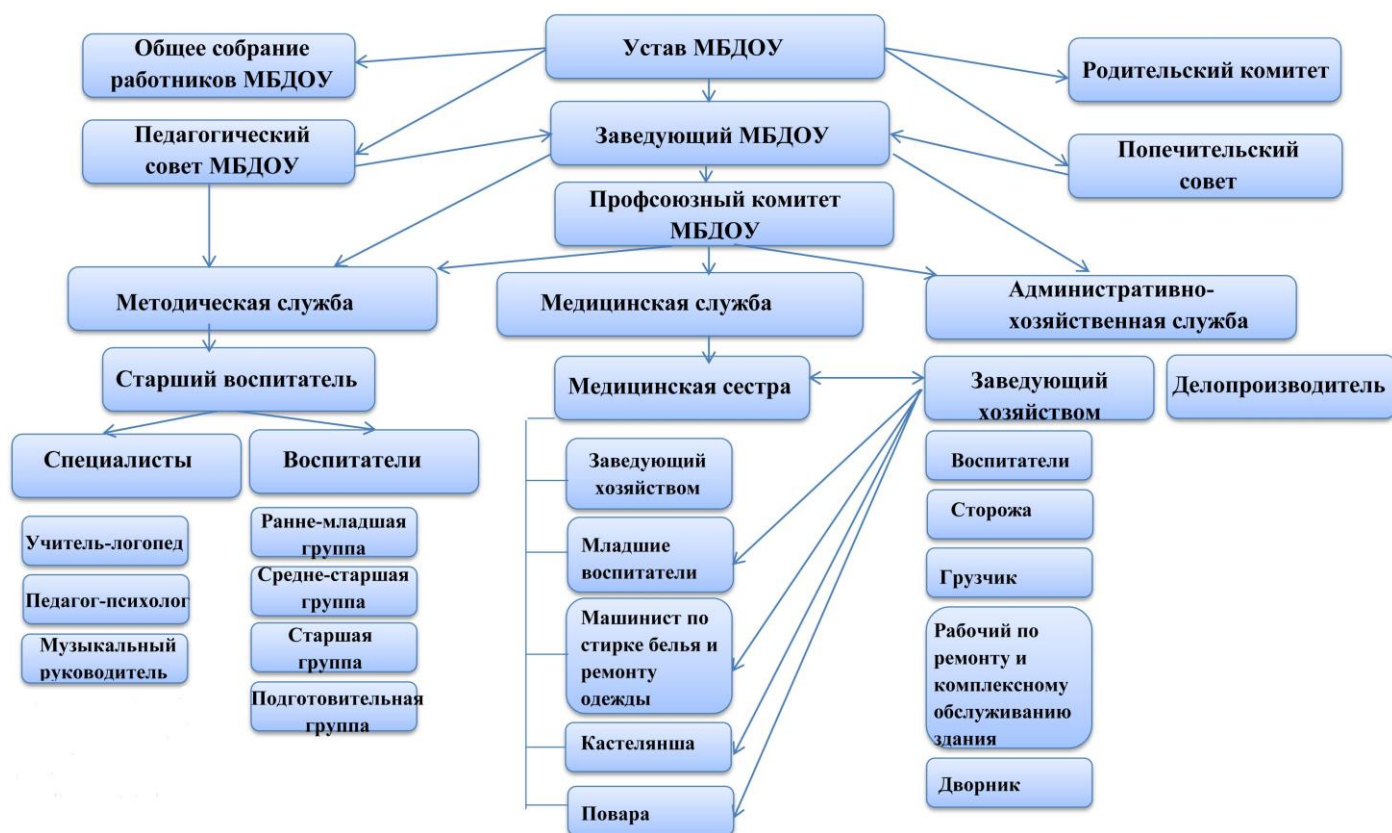 Устав МБДОУ
Общее собрание
работников МБДОУ
Родительский комитет
Педагогический
совет МБДОУ
Заведующий МБДОУ
Попечительский
совет
Профсоюзный комитет
МБДОУ
Методическая служба
Медицинская служба
Административно-
хозяйственная служба
Старший воспитатель
Медицинская сестра
Заведующий
хозяйством
Делопроизводитель
Специалисты
Воспитатели
Учитель-логопед
Педагог-психолог
Музыкальный
руководитель
Ранне-младшая
группа
Средне-старшая
группа
Старшая
группа
Подготовительная
группа
Заведующий
хозяйством
Младшие
воспитатели
Машинист по
стирке белья и
ремонту
одежды
Кастелянша
Повара
Воспитатели
Сторожа
Грузчик
Рабочий по
ремонту и
комплексному
обслуживанию
здания
Дворник